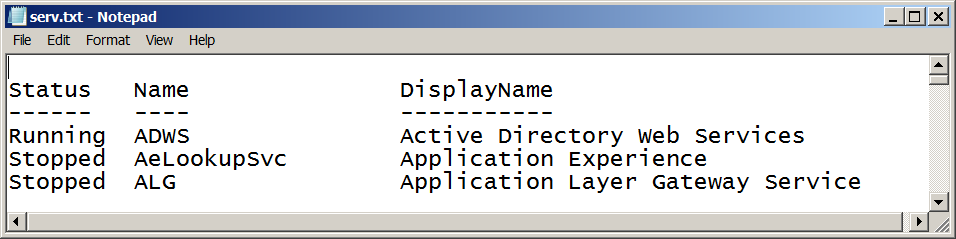 serv.txt - Notepad
File Edit Format View Help
Status Name DisplayName
------ ---- -----------
Running ADWS Active Directory Web Services
Stopped AeLookupSvc Application Experience
Stopped ALG Application Layer Gateway Service